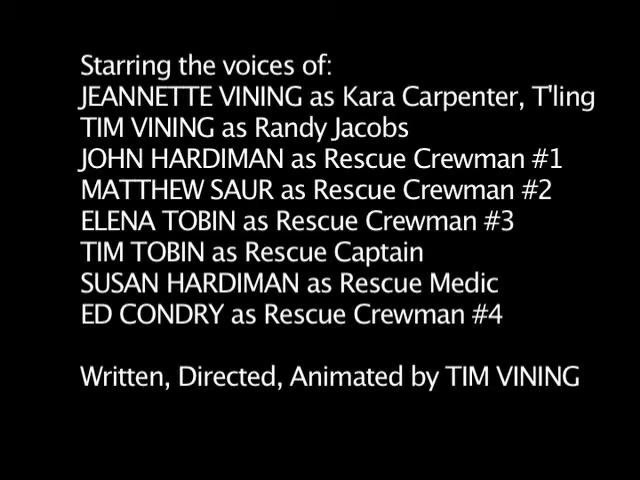 Starring the voices of:
JEANNETTE VINING as Kara Carpenter, T'ling
TIM VINING as Randy Jacobs
JOHN HARDIMAN as Rescue Crewman #1
MATTHEW SAUR as Rescue Crewman #2
ELENA TOBIN as Rescue Crewman #3
TIM TOBIN as Rescue Captain
SUSAN HARDIMAN as Rescue Medic
ED CONDRY as Rescue Crewman #4
Written, Directed, Animated by TIM VINING